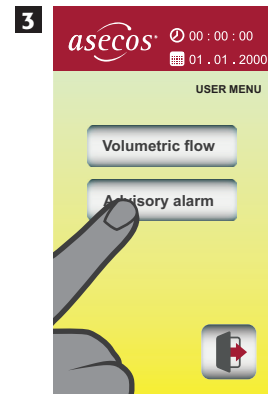 3
asecos 00 : 00 : 00
01 . 01 . 2000
USER MENU
Volumetric flow
Advisory alarm